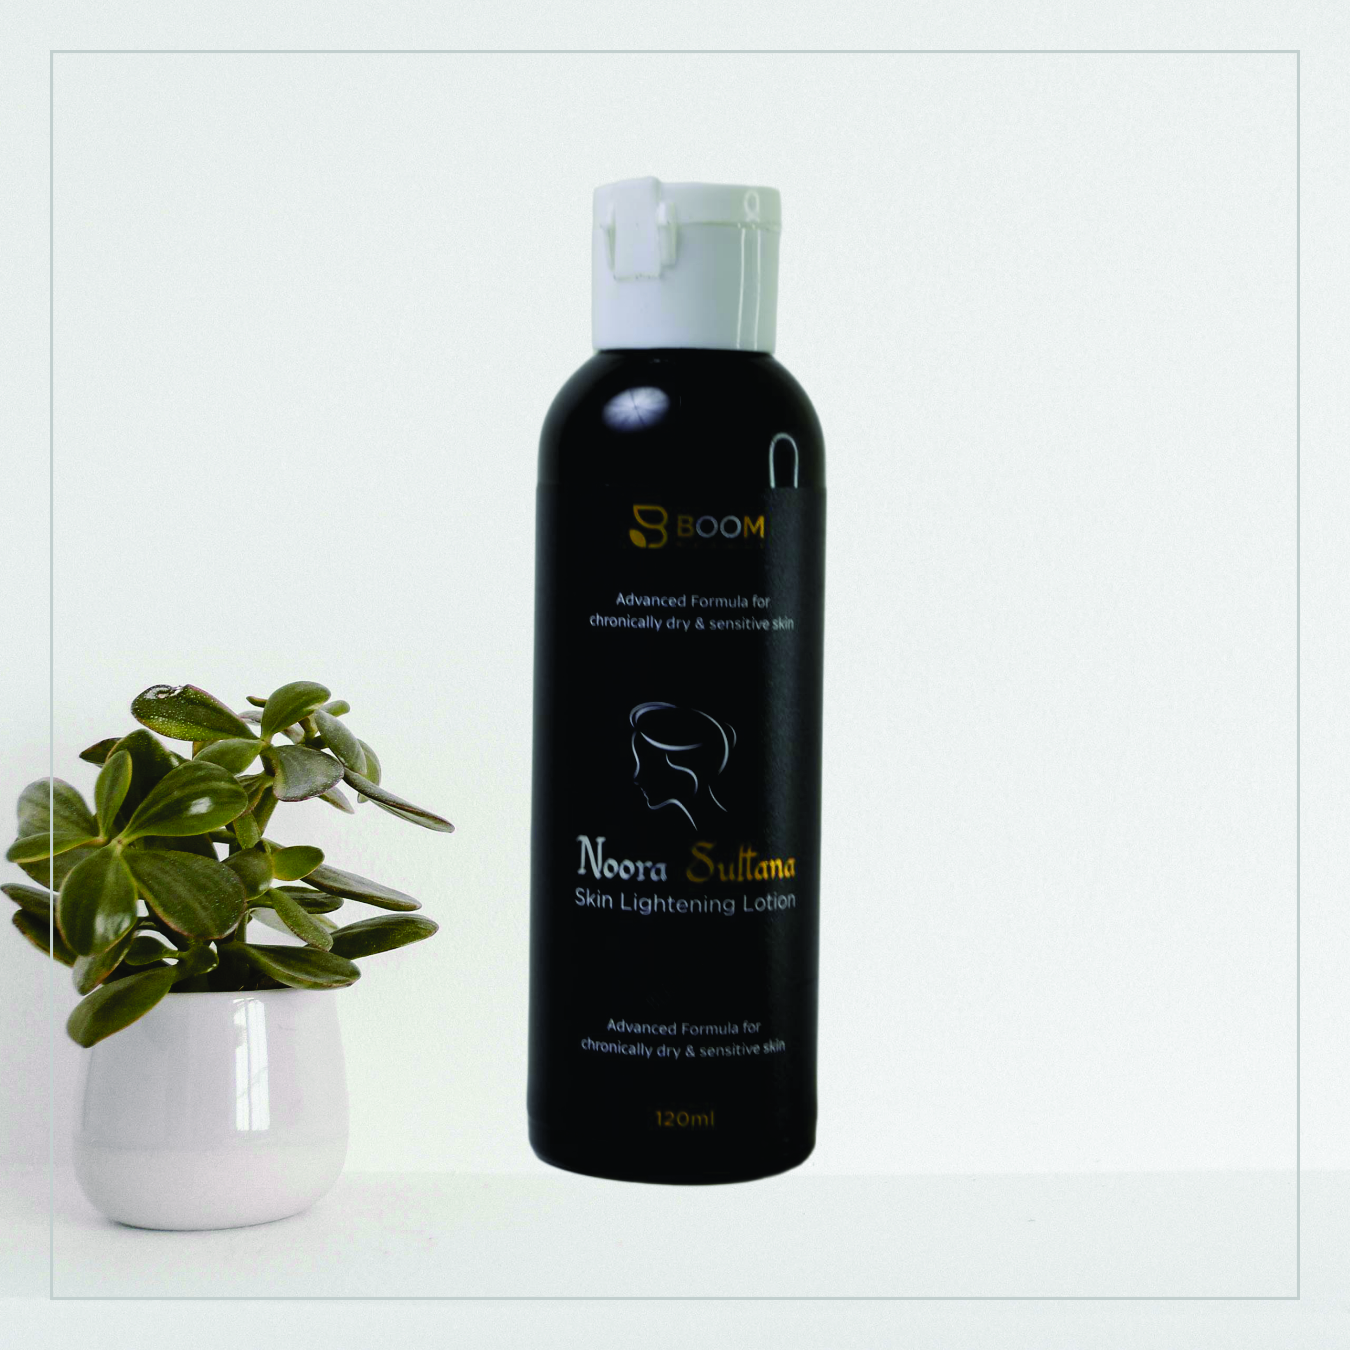 BOOM
Advanced Formula for
chronically dry & sensitive skin
Noora Sultana
Skin Lightening Lotion
Advanced Formula for
chronically dry & sensitive skin
120ml